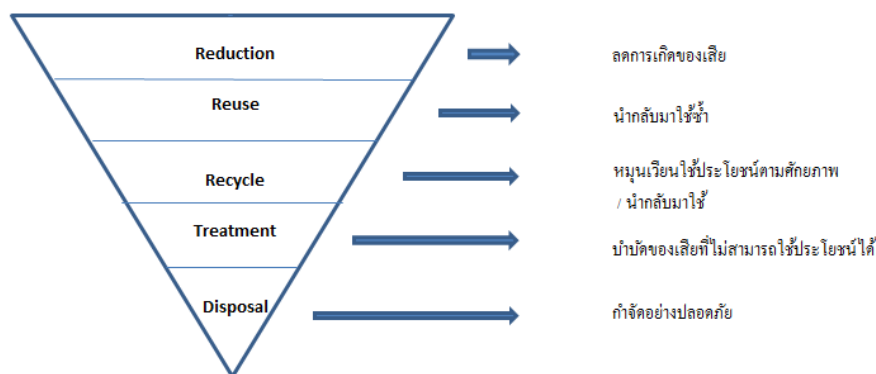 Reduction
ลดการเกิดของเสีย
Reuse
นำกลับมาใช้ซ้ำ
Recycle
หมุนเวียนใช้ประโยชน์ตามศักยภาพ
/ นำกลับมาใช้
Treatment
บำบัดของเสียที่ไม่สามารถใช้ประโยชน์ได้
Disposal
กำจัดอย่างปลอดภัย